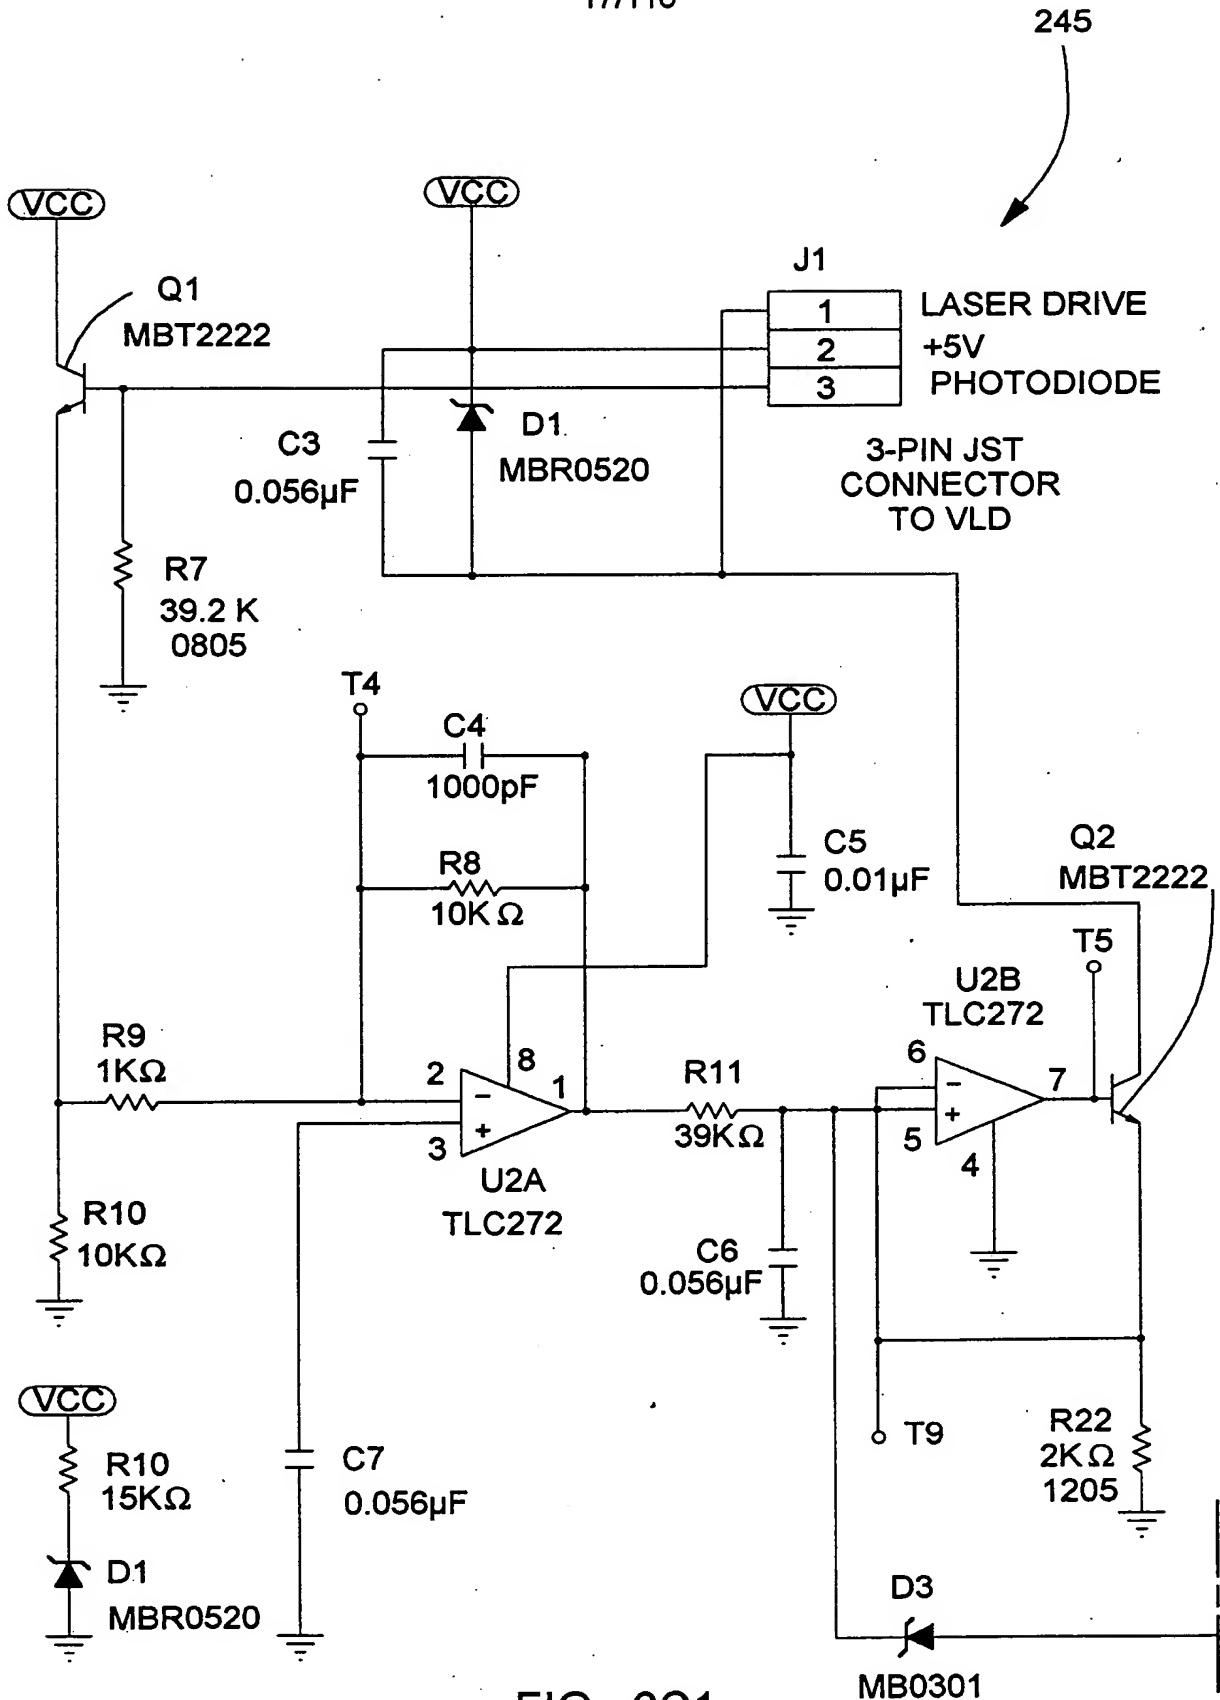 245
VCC
VCC
Q1
MBT2222
J1
1
LASER DRIVE
2
+5V
3
PHOTODIODE
C3
0.056µF
D1
MBR0520
3-PIN JST
CONNECTOR
TO VLD
R7
39.2 K
0805
T4
C4
1000pF
VCC
R8
10KΩ
C5
0.01µF
Q2
MBT2222
T5
U2B
TLC272
R9
1KΩ
2
8
1
3
U2A
TLC272
R11
39KΩ
6
5
7
4
R10
10KΩ
C6
0.056µF
VCC
R10
15KΩ
C7
0.056µF
T9
R22
2KΩ
1205
D1
MBR0520
D3
MB0301